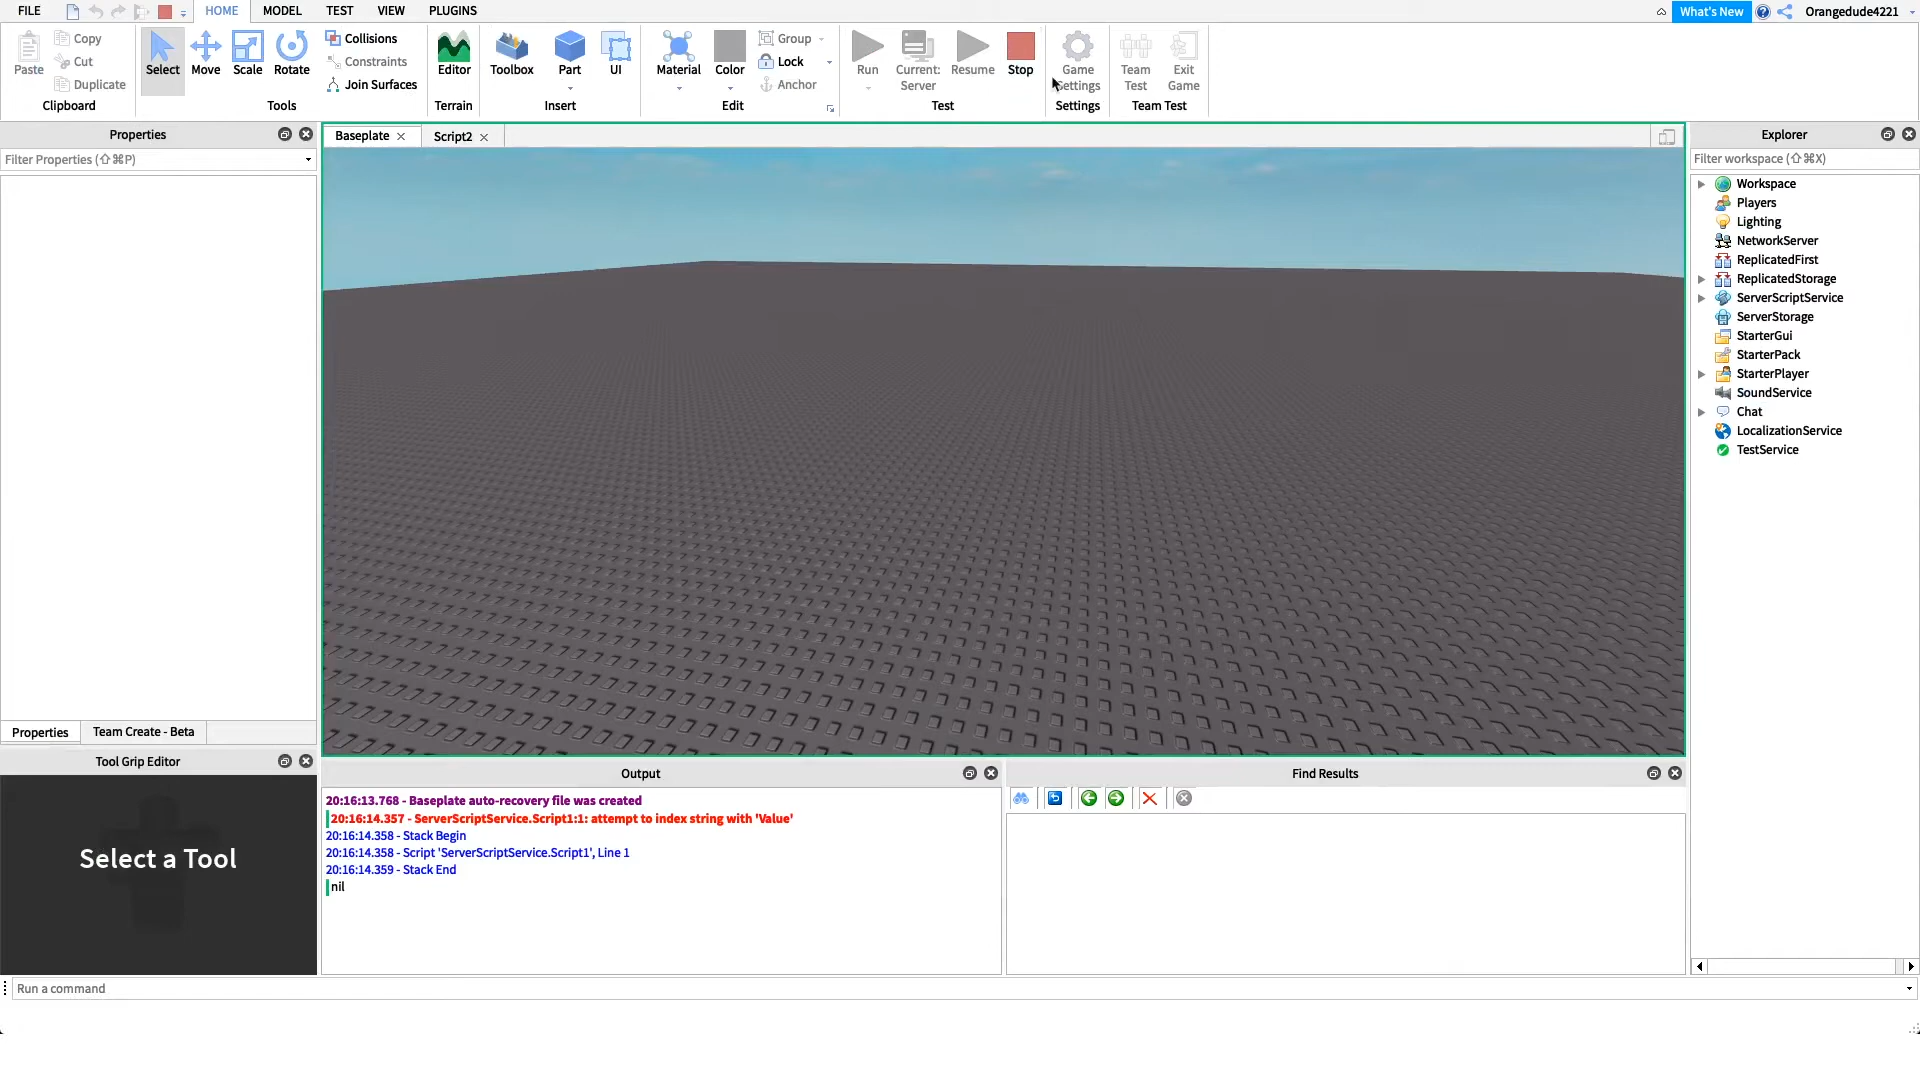 FILE HOME MODEL TEST VIEW PLUGINS What's New Orangedude4221
Paste Copy Cut Duplicate Clipboard
Select Move Scale Rotate Collisions Constraints Join Surfaces Tools
Editor Terrain
Toolbox Part UI Insert
Material Color Group Lock Anchor Edit
Run Current: Server Resume Stop Test
Game Settings Settings
Team Test Exit Game Team Test
Properties
Filter Properties (⇧⌘P)
Properties Team Create - Beta
Tool Grip Editor
Select a Tool
Baseplate Script2
Output
20:16:13.768 - Baseplate auto-recovery file was created
20:16:14.357 - ServerScriptService.Script1:1: attempt to index string with 'Value'
20:16:14.358 - Stack Begin
20:16:14.358 - Script 'ServerScriptService.Script1', Line 1
20:16:14.359 - Stack End
nil
Find Results
Explorer
Filter workspace (⇧⌘X)
Workspace
Players
Lighting
NetworkServer
ReplicatedFirst
ReplicatedStorage
ServerScriptService
ServerStorage
StarterGui
StarterPack
StarterPlayer
SoundService
Chat
LocalizationService
TestService
Run a command